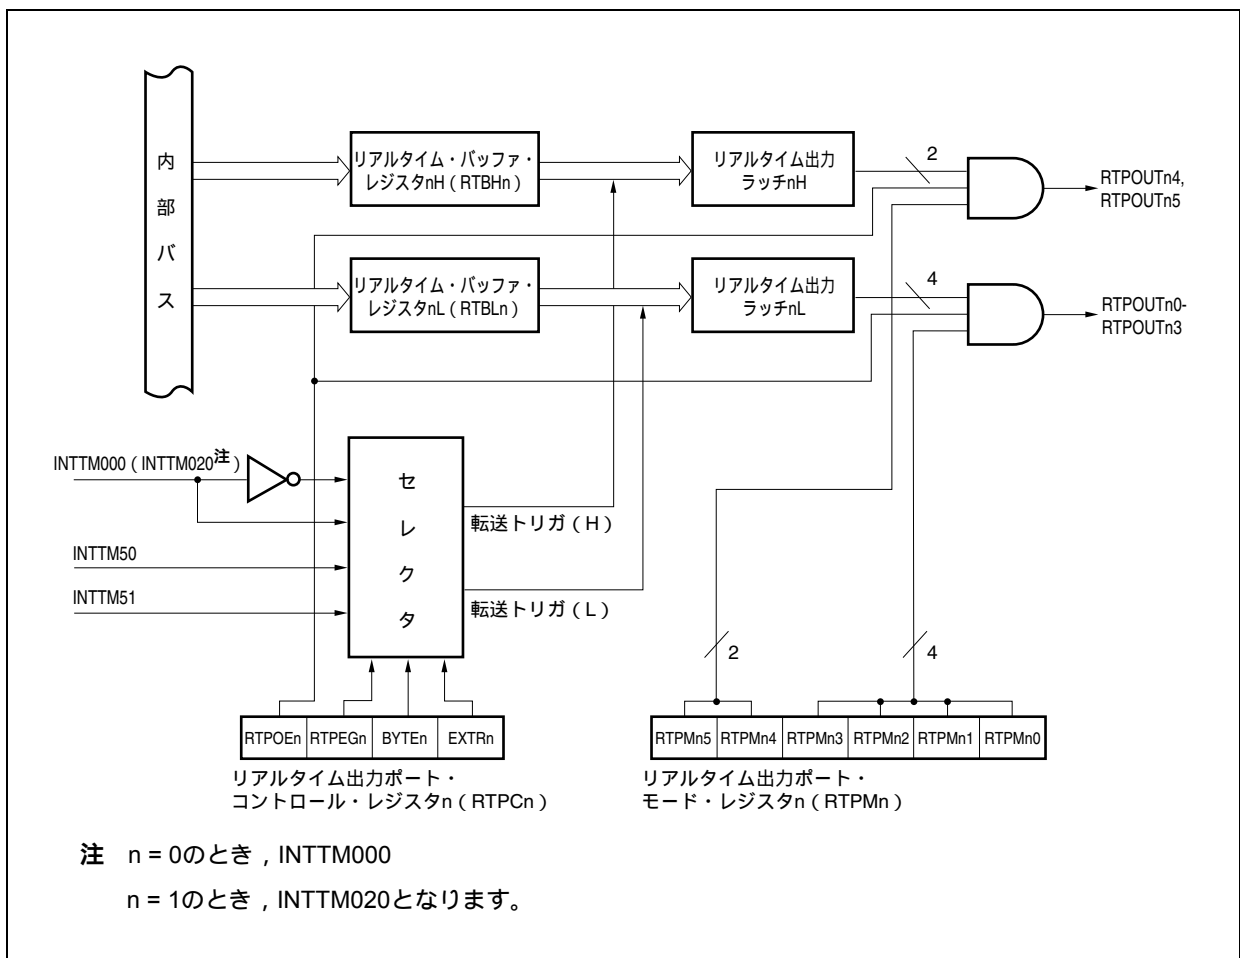 内部バス
リアルタイム・バッファ・
レジスタnH（RTBHn）
リアルタイム出力
ラッチnH
2
RTPOUTn4,
RTPOUTn5
リアルタイム・バッファ・
レジスタnL（RTBLn）
リアルタイム出力
ラッチnL
4
RTPOUTn0-
RTPOUTn3
INTTM000（INTTM020注）
INTTM50
INTTM51
セレクタ
転送トリガ（H）
転送トリガ（L）
2
4
RTPOEn RTPEGn BYTEn EXTRn
リアルタイム出力ポート・
コントロール・レジスタn（RTPCn）
RTPMn5 RTPMn4 RTPMn3 RTPMn2 RTPMn1 RTPMn0
リアルタイム出力ポート・
モード・レジスタn（RTPMn）
注 n = 0のとき，INTTM000
n = 1のとき，INTTM020となります。